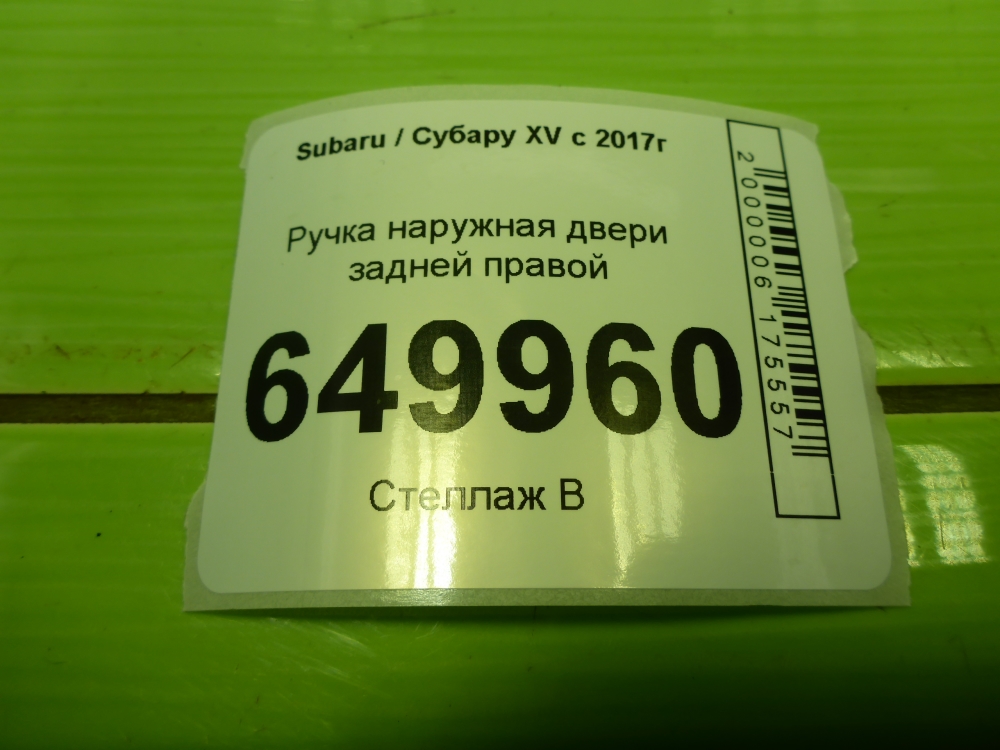 Subaru / Субару XV с 2017г
Ручка наружная двери
задней правой
649960
Стеллаж В
2000006175557